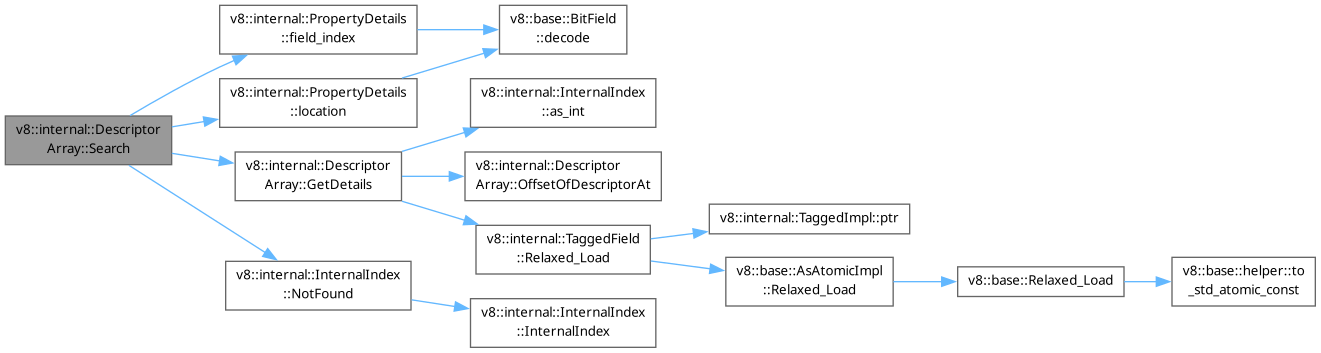 v8::internal::Descriptor
Array::Search
v8::internal::PropertyDetails
::field_index
v8::internal::PropertyDetails
::location
v8::internal::Descriptor
Array::GetDetails
v8::internal::InternalIndex
::NotFound
v8::base::BitField
::decode
v8::internal::InternalIndex
::as_int
v8::internal::Descriptor
Array::OffsetOfDescriptorAt
v8::internal::TaggedField
::Relaxed_Load
v8::internal::InternalIndex
::InternalIndex
v8::internal::TaggedImpl::ptr
v8::base::AsAtomicImpl
::Relaxed_Load
v8::base::Relaxed_Load
v8::base::helper::to
_std_atomic_const